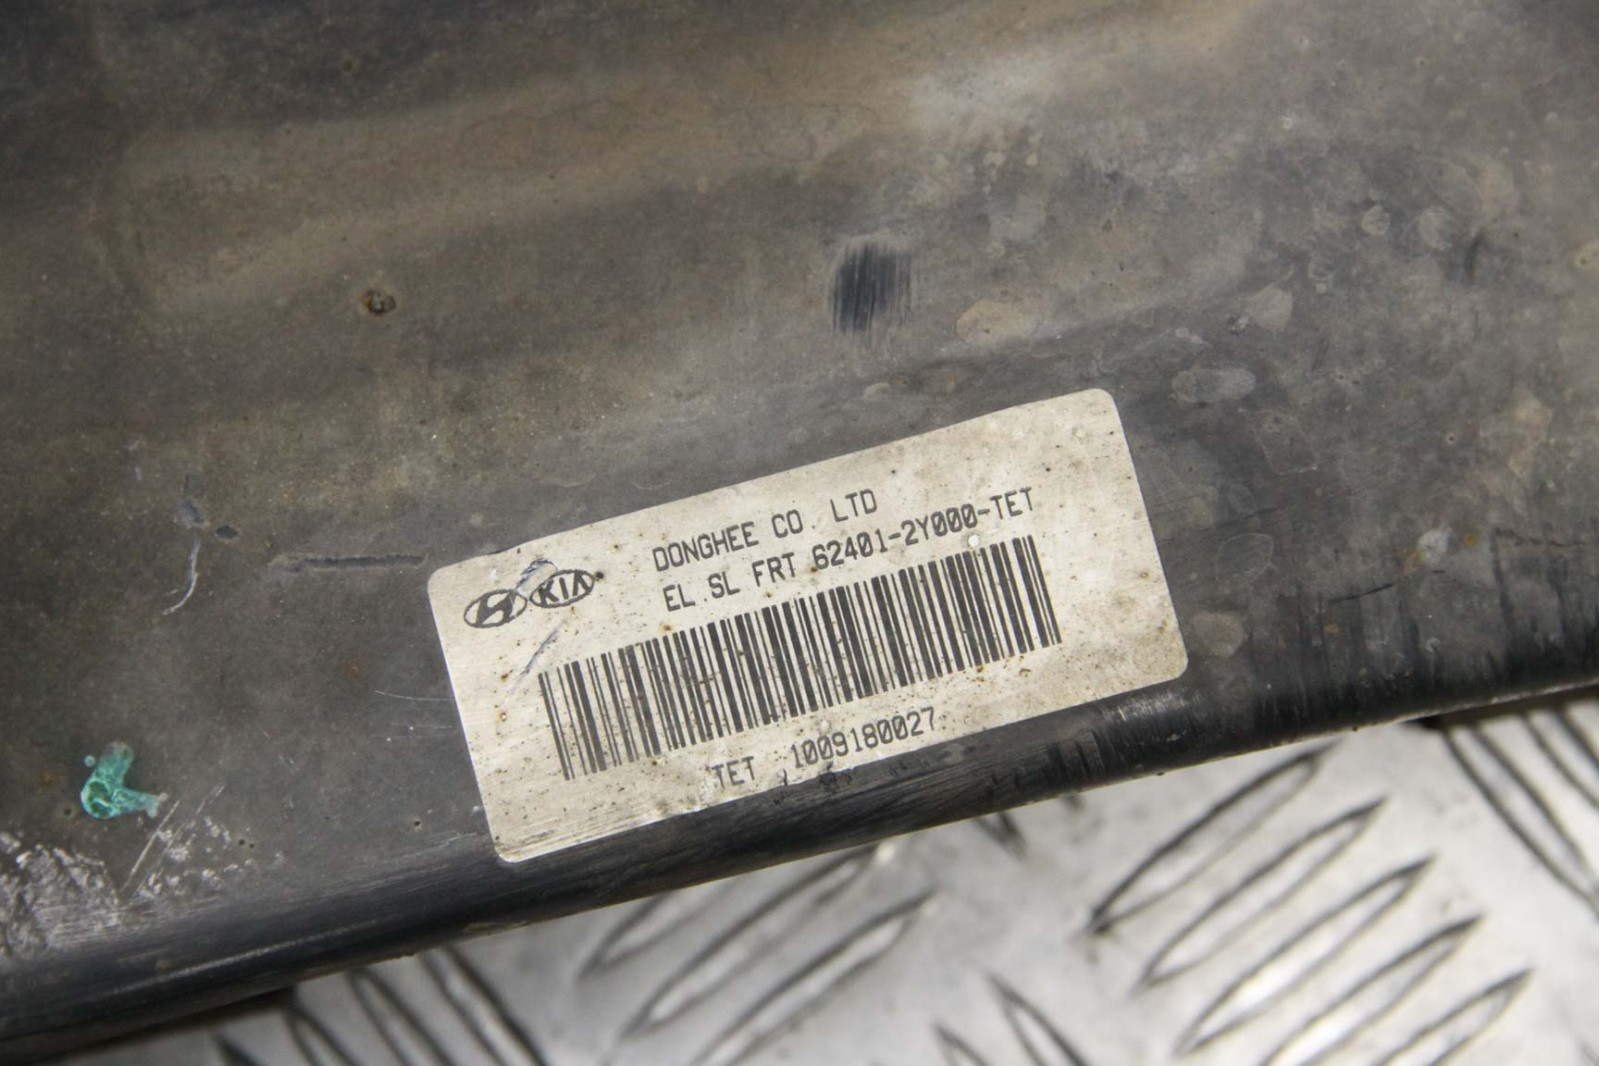 DONGHEE CO. LTD
EL.SL FRT 62401-2Y000-TET
KIA
TET 1009180027